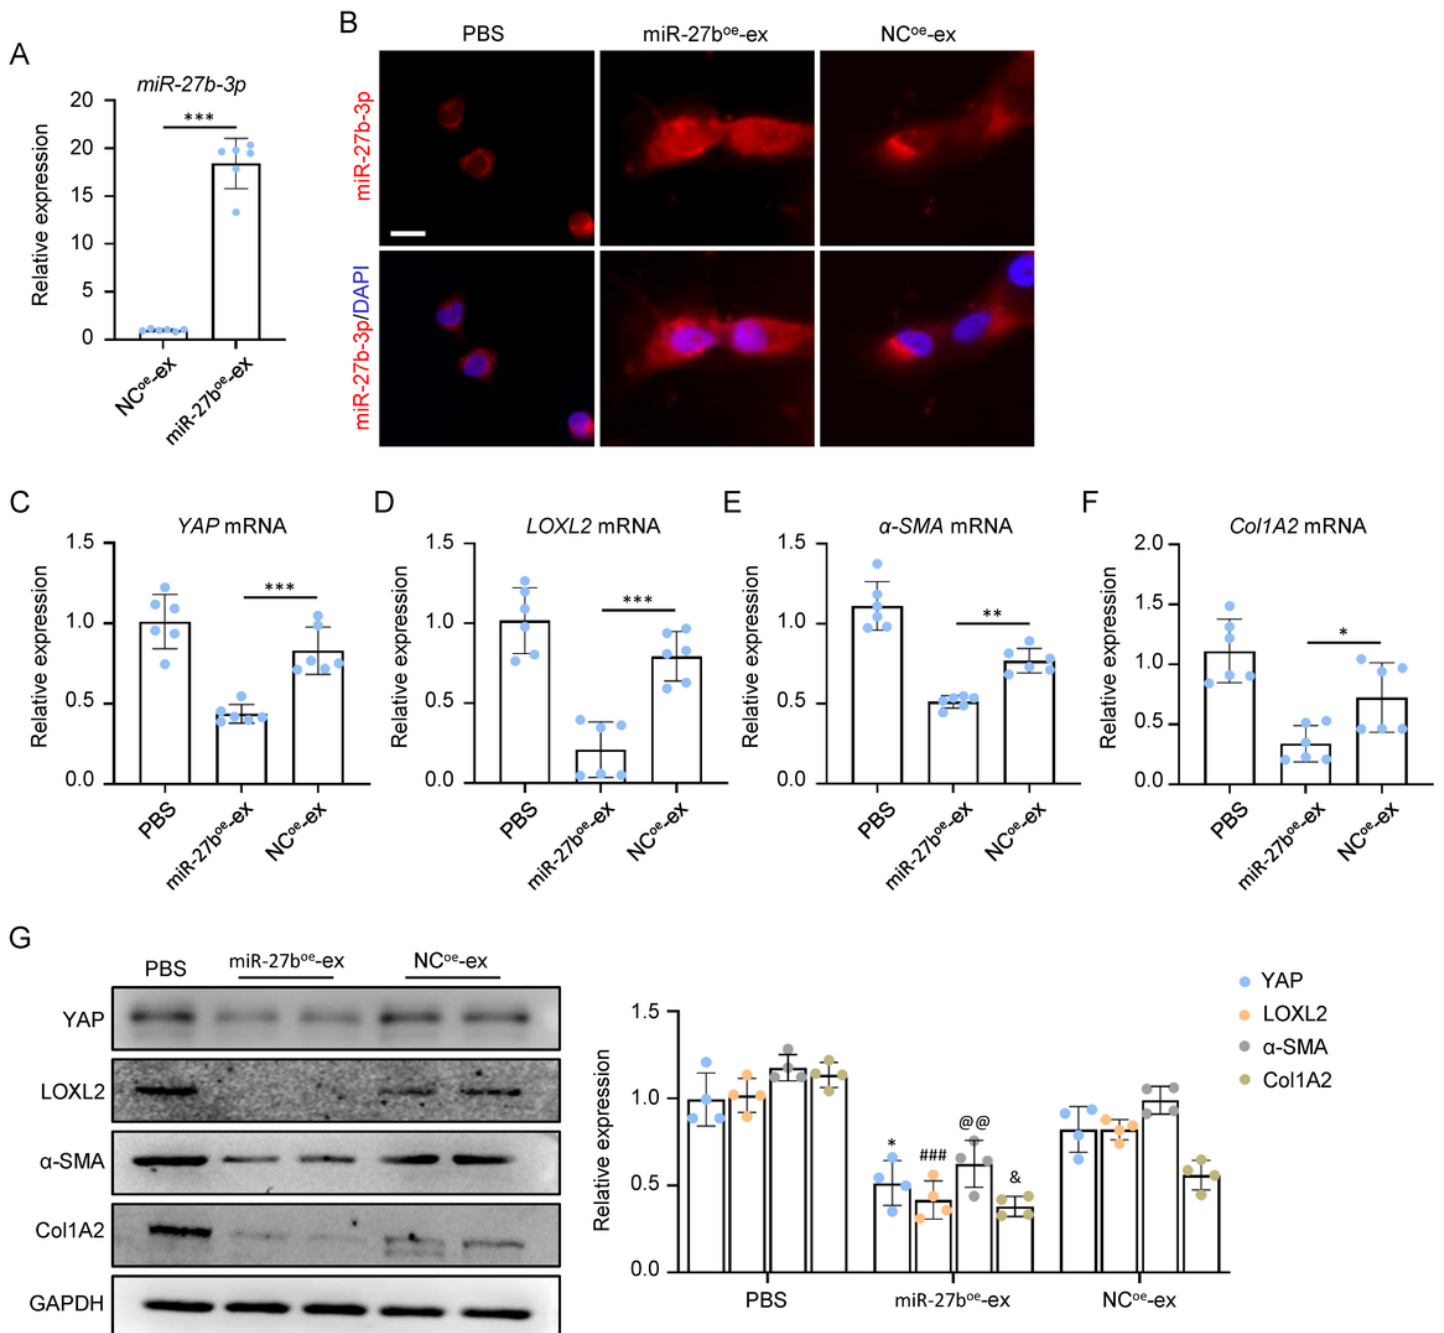 A
miR-27b-3p
Relative expression
20
20
15
10
5
0
***
NCᵒᵉ-ex
miR-27bᵒᵉ-ex
B
PBS
miR-27bᵒᵉ-ex
NCᵒᵉ-ex
miR-27b-3p
miR-27b-3p/DAPI
C
YAP mRNA
Relative expression
1.5
1.0
0.5
0.0
***
PBS
miR-27bᵒᵉ-ex
NCᵒᵉ-ex
D
LOXL2 mRNA
Relative expression
1.5
1.0
0.5
0.0
***
PBS
miR-27bᵒᵉ-ex
NCᵒᵉ-ex
E
α-SMA mRNA
Relative expression
1.5
1.0
0.5
0.0
**
PBS
miR-27bᵒᵉ-ex
NCᵒᵉ-ex
F
Col1A2 mRNA
Relative expression
2.0
1.5
1.0
0.5
0.0
*
PBS
miR-27bᵒᵉ-ex
NCᵒᵉ-ex
G
PBS
miR-27bᵒᵉ-ex
NCᵒᵉ-ex
YAP
LOXL2
α-SMA
Col1A2
GAPDH
Relative expression
1.5
1.0
0.5
0.0
*
###
@@
&
PBS
miR-27bᵒᵉ-ex
NCᵒᵉ-ex
YAP
LOXL2
α-SMA
Col1A2